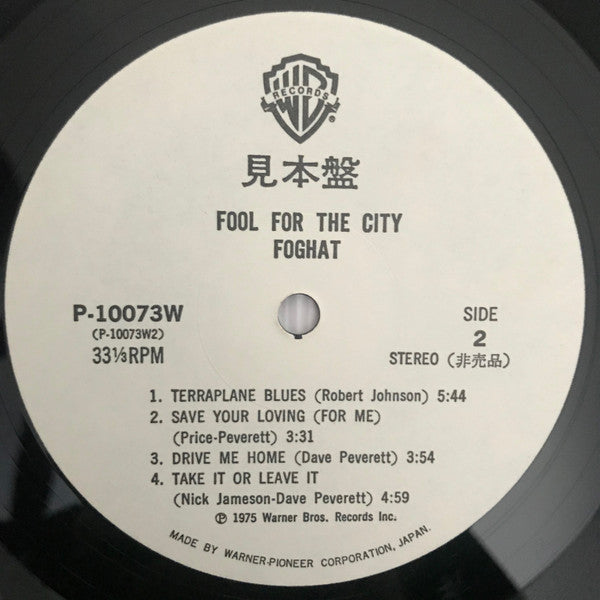 WB
RECORDS
®
見本盤
FOOL FOR THE CITY
FOGHAT
P-10073W
(P-10073W2)
33⅓RPM
SIDE
2
STEREO (非売品)
1. TERRAPLANE BLUES (Robert Johnson) 5:44
2. SAVE YOUR LOVING (FOR ME)
(Price-Peverett) 3:31
3. DRIVE ME HOME (Dave Peverett) 3:54
4. TAKE IT OR LEAVE IT
(Nick Jameson-Dave Peverett) 4:59
℗ 1975 Warner Bros. Records Inc.
MADE BY WARNER-PIONEER CORPORATION, JAPAN.